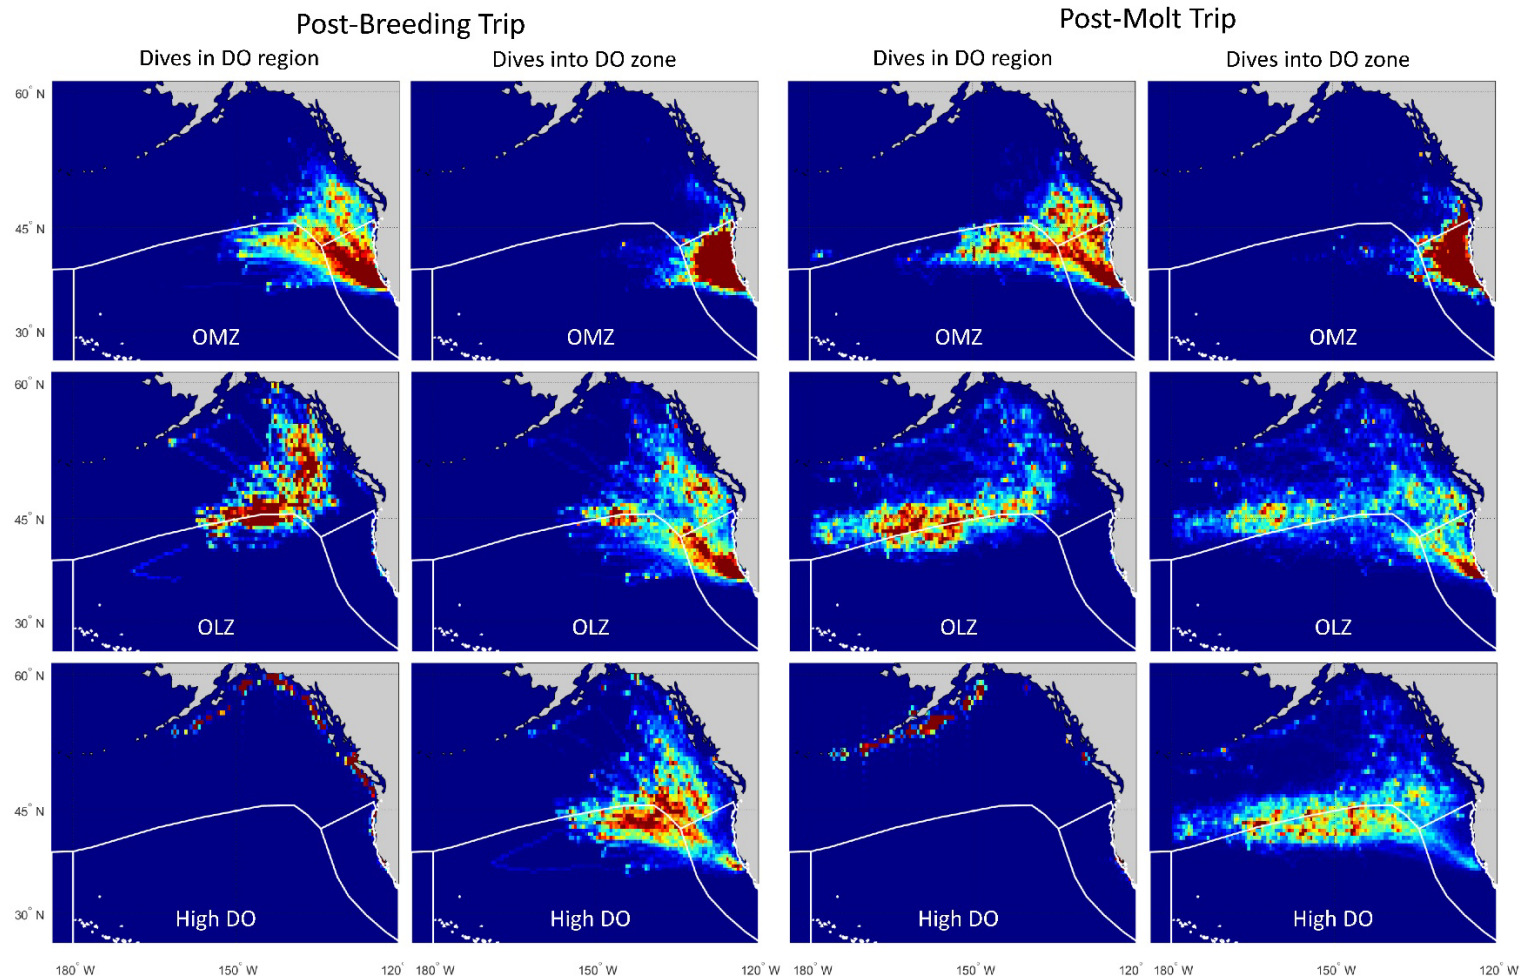 Post-Breeding Trip
Post-Molt Trip
Dives in DO region
Dives into DO zone
Dives in DO region
Dives into DO zone
60° N
45° N
30° N
OMZ
OMZ
OMZ
OMZ
60° N
45° N
30° N
OLZ
OLZ
OLZ
OLZ
60° N
45° N
30° N
High DO
High DO
High DO
High DO
180° W
150° W
120°
180° W
150° W
120° W
150° W
120°
180° W
150° W
120° W